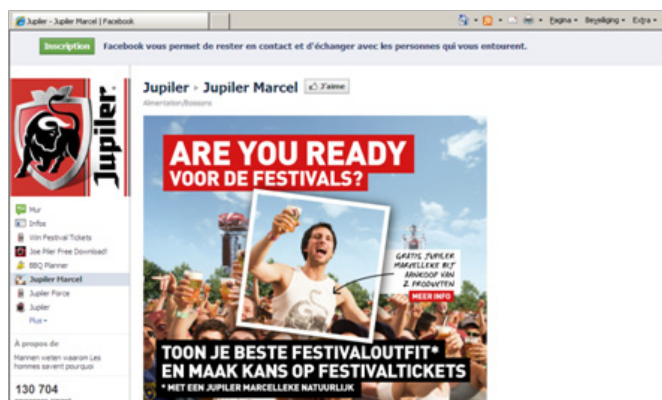 Jupiler - Jupiler Marcel | Facebook
Pagina
Beveiliging
Extra
Inscription
Facebook vous permet de rester en contact et d'échanger avec les personnes qui vous entourent.
Jupiler
Jupiler ▸ Jupiler Marcel
J'aime
Alimentation/Boissons
ARE YOU READY
VOOR DE FESTIVALS?
GRATIS JUPILER
MARCELLEKE BIJ
AANKOOP VAN
2 PRODUCTEN
MEER INFO
TOON JE BESTE FESTIVALOUTFIT*
EN MAAK KANS OP FESTIVALTICKETS
* MET EEN JUPILER MARCELLEKE NATUURLIJK
Mur
Infos
Win Festival Tickets
Joe Piler Free Download!
BBQ Planner
Jupiler Marcel
Jupiler Force
Jupiler
Plus
À propos de
Mannen weten waarom Les
hommes savent pourquoi
130 704